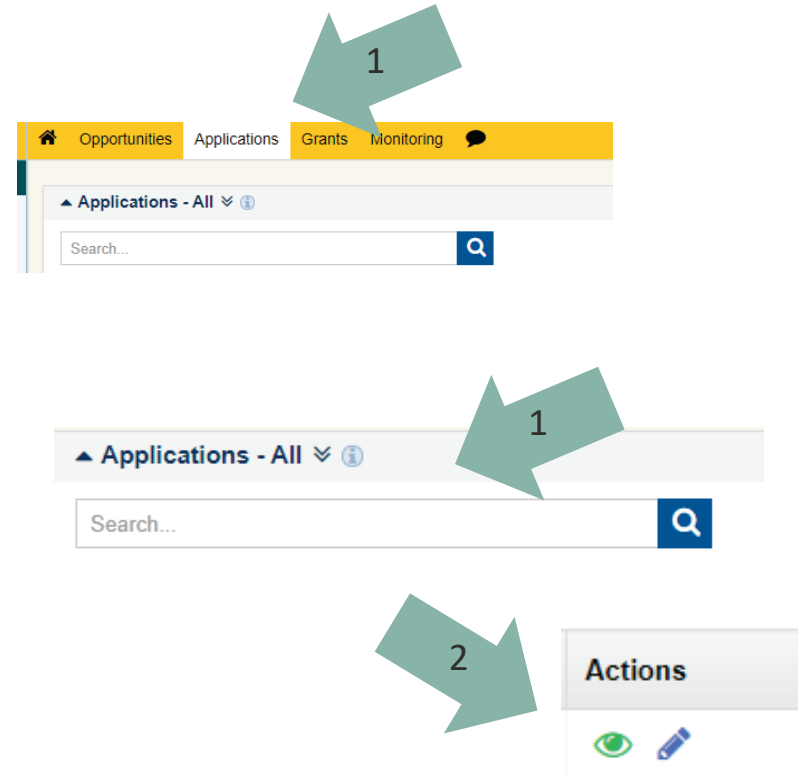 1
Opportunities Applications Grants Monitoring
Applications - All
Search...
1
Applications - All
Search...
2
Actions